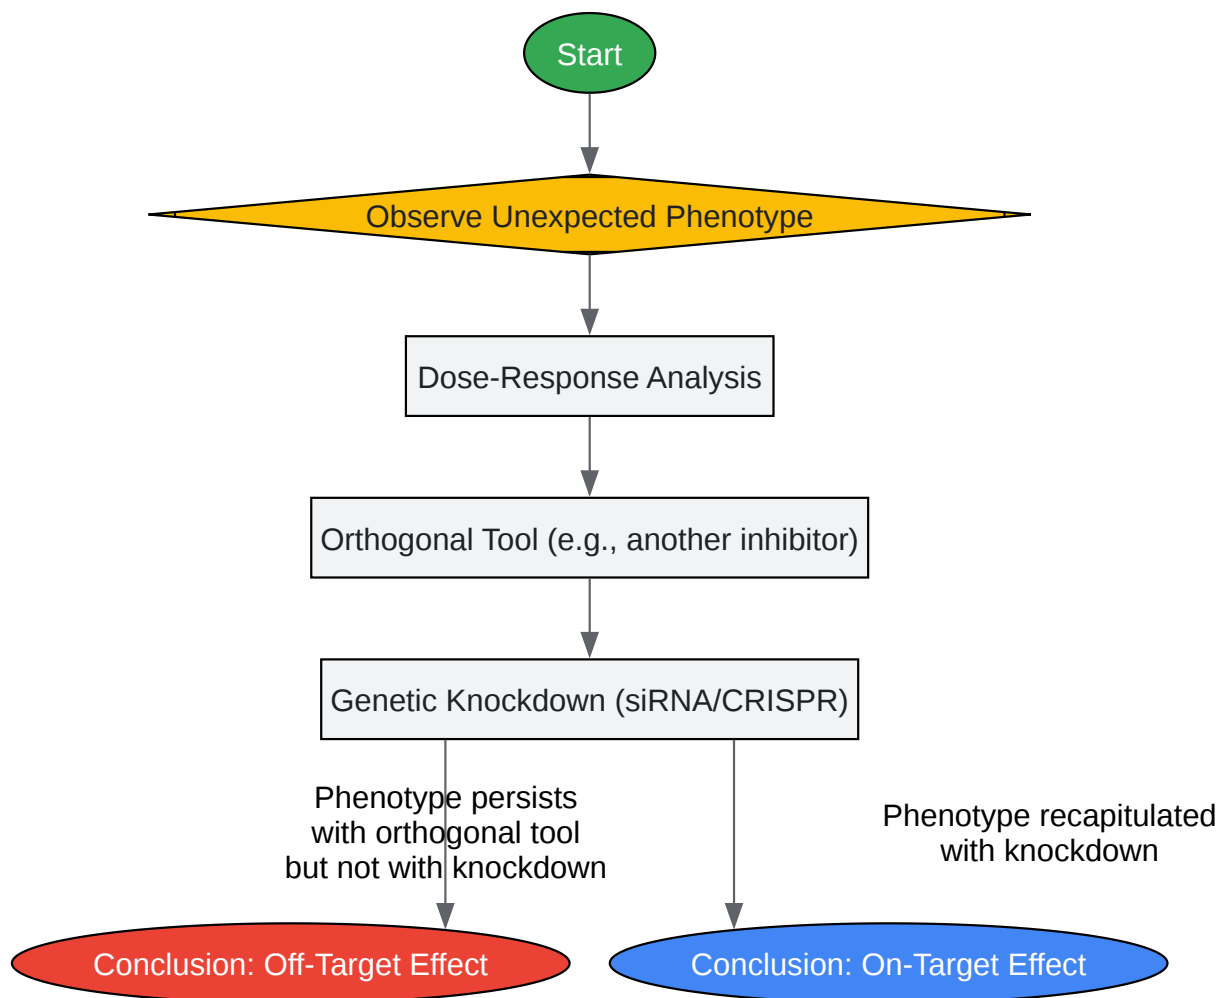 Start
Observe Unexpected Phenotype
Dose-Response Analysis
Orthogonal Tool (e.g., another inhibitor)
Genetic Knockdown (siRNA/CRISPR)
Phenotype persists
with orthogonal tool
but not with knockdown
Phenotype recapitulated
with knockdown
Conclusion: Off-Target Effect
Conclusion: On-Target Effect